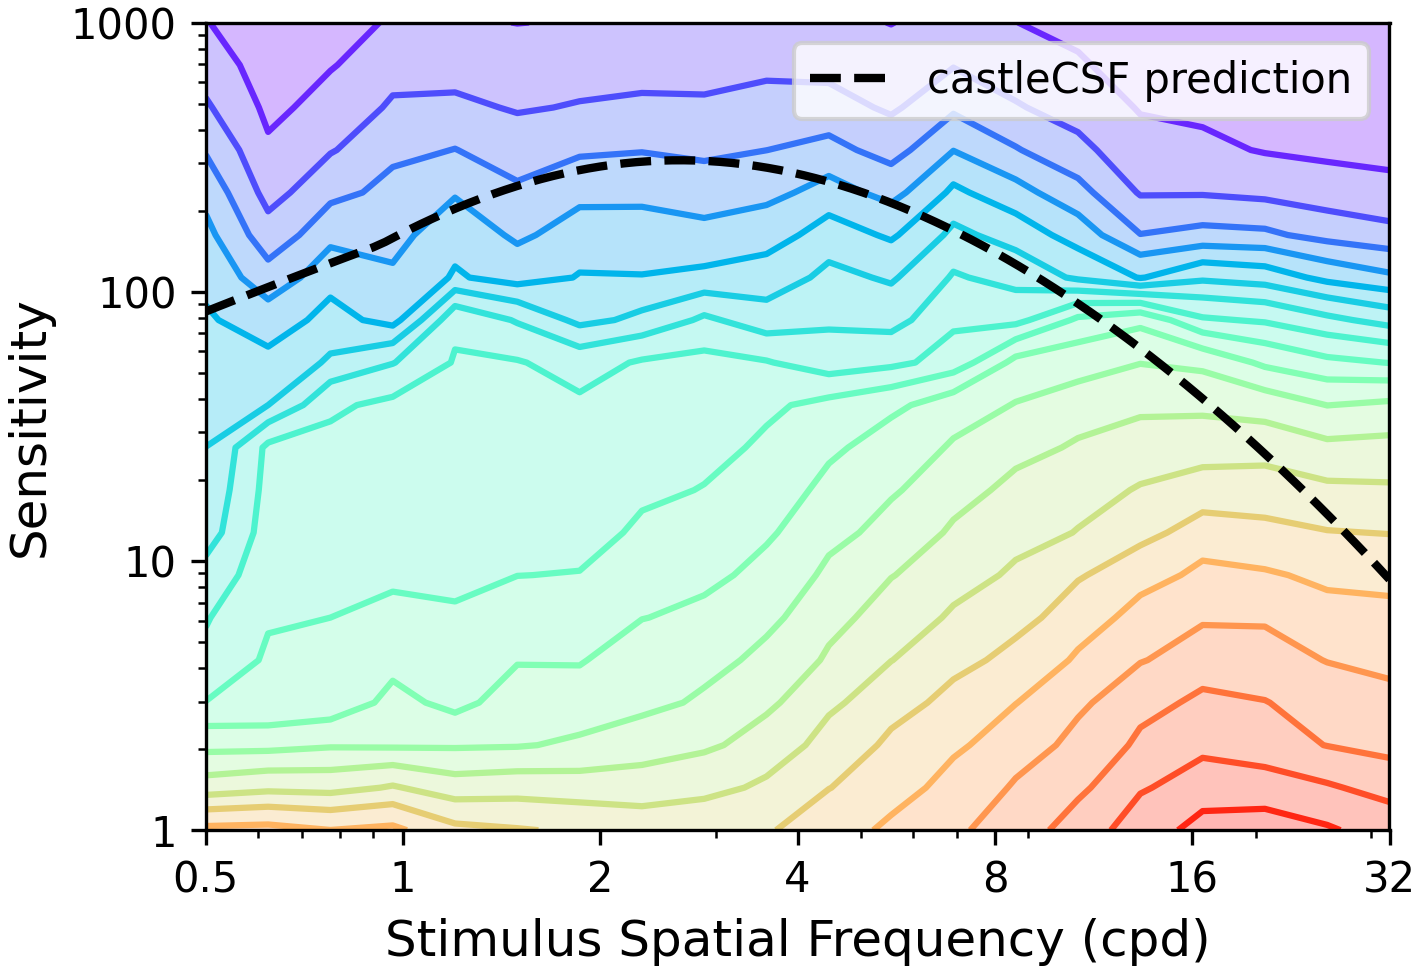 1000
100
10
1
Sensitivity
castleCSF prediction
0.5 1 2 4 8 16 32
Stimulus Spatial Frequency (cpd)